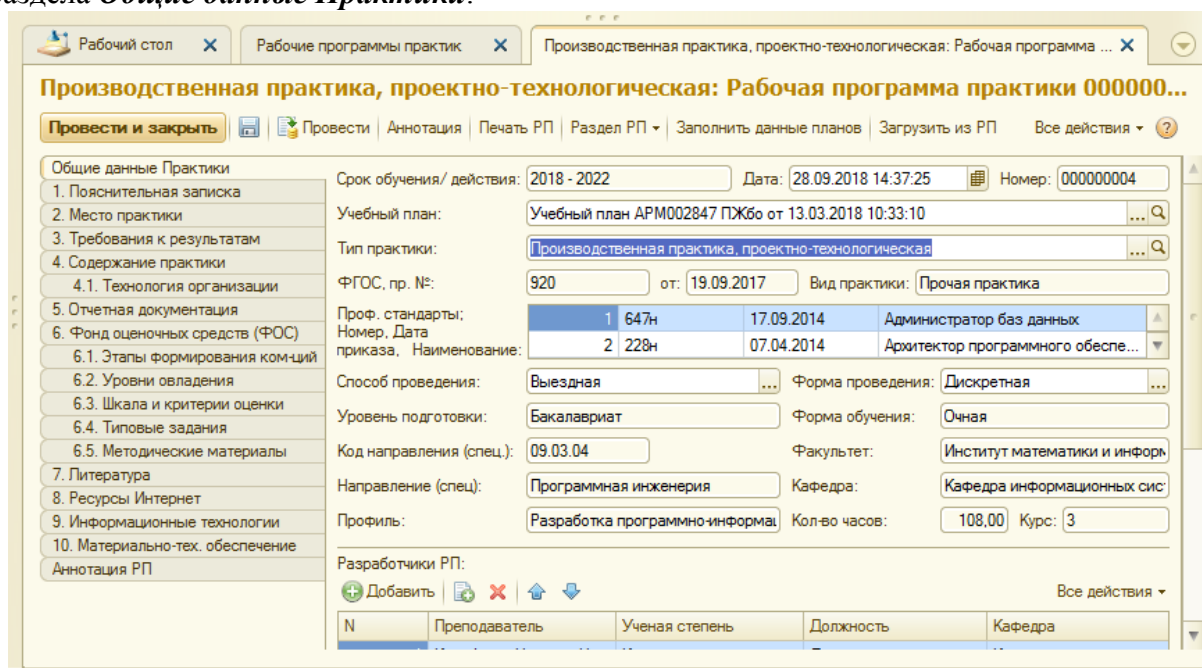 раздела Общие данные Практики:
Рабочий стол
Рабочие программы практик
Производственная практика, проектно-технологическая: Рабочая программа ...
Производственная практика, проектно-технологическая: Рабочая программа практики 000000...
Провести и закрыть Провести Аннотация Печать РП Раздел РП Заполнить данные планов Загрузить из РП Все действия ?
Общие данные Практики
1. Пояснительная записка
2. Место практики
3. Требования к результатам
4. Содержание практики
4.1. Технология организации
5. Отчетная документация
6. Фонд оценочных средств (ФОС)
6.1. Этапы формирования ком-ций
6.2. Уровни овладения
6.3. Шкала и критерии оценки
6.4. Типовые задания
6.5. Методические материалы
7. Литература
8. Ресурсы Интернет
9. Информационные технологии
10. Материально-тех. обеспечение
Аннотация РП
Срок обучения/ действия: 2018 - 2022 Дата: 28.09.2018 14:37:25 Номер: 000000004
Учебный план: Учебный план АРМ002847 ПЖбо от 13.03.2018 10:33:10 ...
Тип практики: Производственная практика, проектно-технологическая ...
ФГОС, пр. №: 920 от: 19.09.2017 Вид практики: Прочая практика
Проф. стандарты;
Номер, Дата
приказа, Наименование:
1 647н 17.09.2014 Администратор баз данных
2 228н 07.04.2014 Архитектор программного обеспе...
Способ проведения: Выездная ... Форма проведения: Дискретная ...
Уровень подготовки: Бакалавриат Форма обучения: Очная
Код направления (спец.): 09.03.04 Факультет: Институт математики и информ
Направление (спец): Программная инженерия Кафедра: Кафедра информационных сис
Профиль: Разработка программно-информац Кол-во часов: 108,00 Курс: 3
Разработчики РП:
Добавить Все действия
N Преподаватель Ученая степень Должность Кафедра